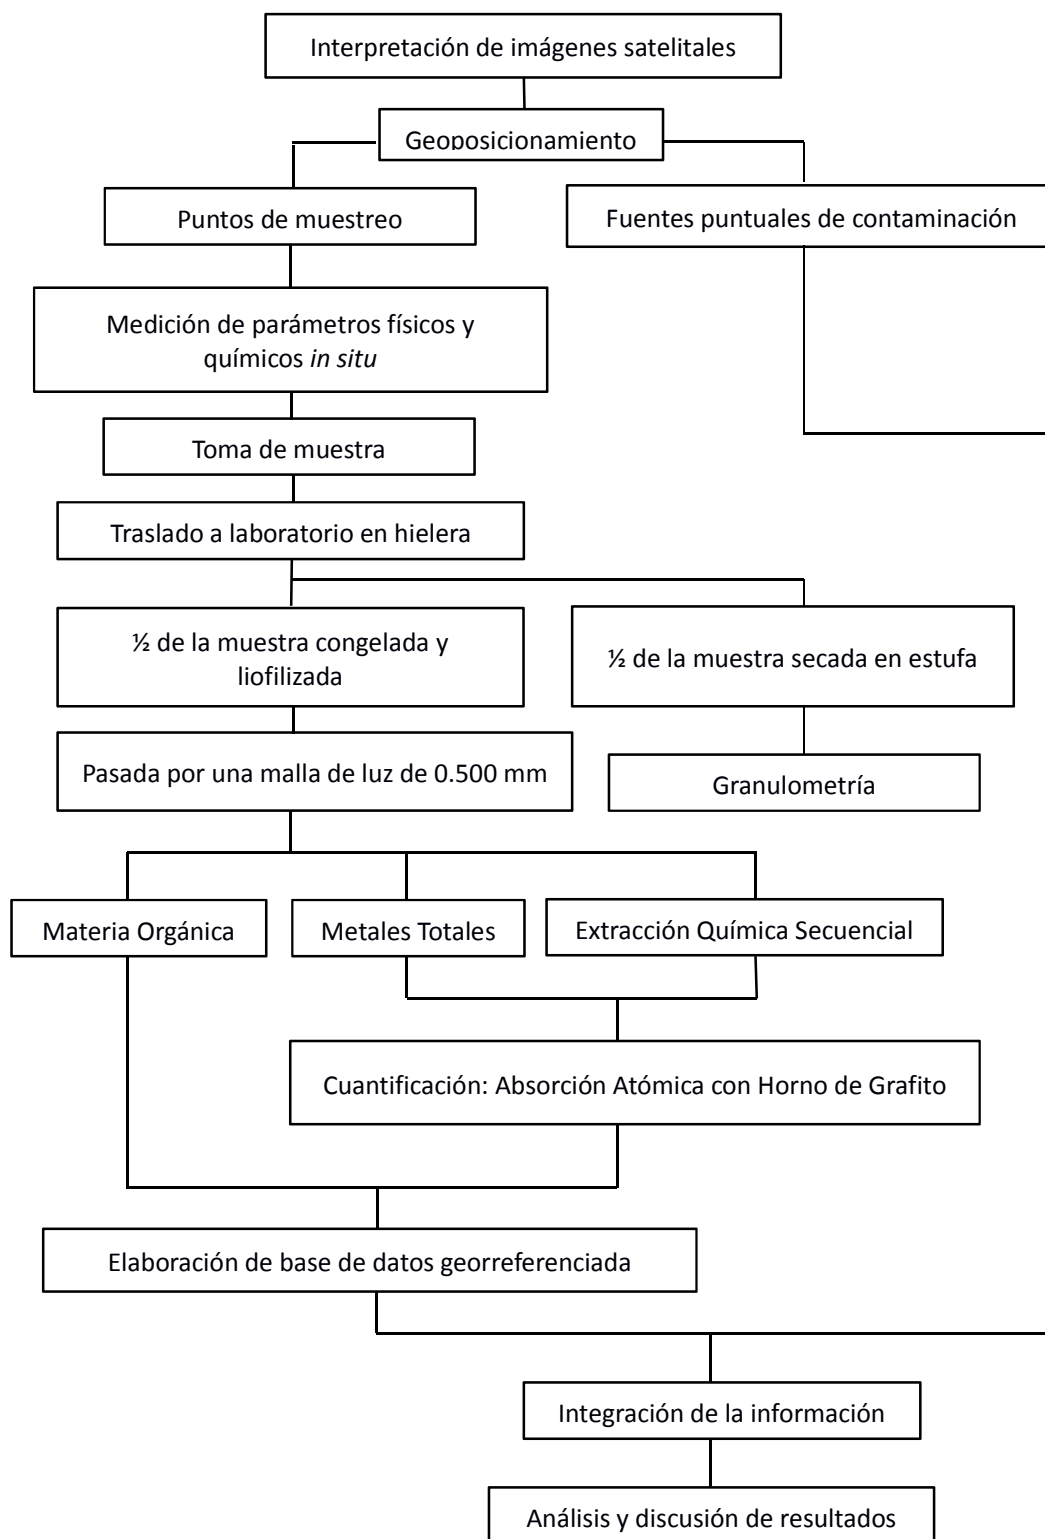 Interpretación de imágenes satelitales
Geoposicionamiento
Puntos de muestreo
Fuentes puntuales de contaminación
Medición de parámetros físicos y
químicos in situ
Toma de muestra
Traslado a laboratorio en hielera
½ de la muestra congelada y
liofilizada
½ de la muestra secada en estufa
Pasada por una malla de luz de 0.500 mm
Granulometría
Materia Orgánica
Metales Totales
Extracción Química Secuencial
Cuantificación: Absorción Atómica con Horno de Grafito
Elaboración de base de datos georreferenciada
Integración de la información
Análisis y discusión de resultados